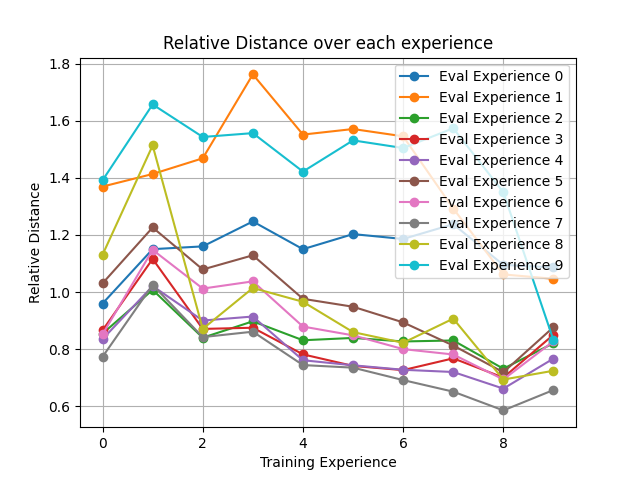 Relative Distance over each experience
1.8
1.6
1.4
1.2
1.0
0.8
0.6
Relative Distance
Eval Experience 0
Eval Experience 1
Eval Experience 2
Eval Experience 3
Eval Experience 4
Eval Experience 5
Eval Experience 6
Eval Experience 7
Eval Experience 8
Eval Experience 9
0 2 4 6 8
Training Experience